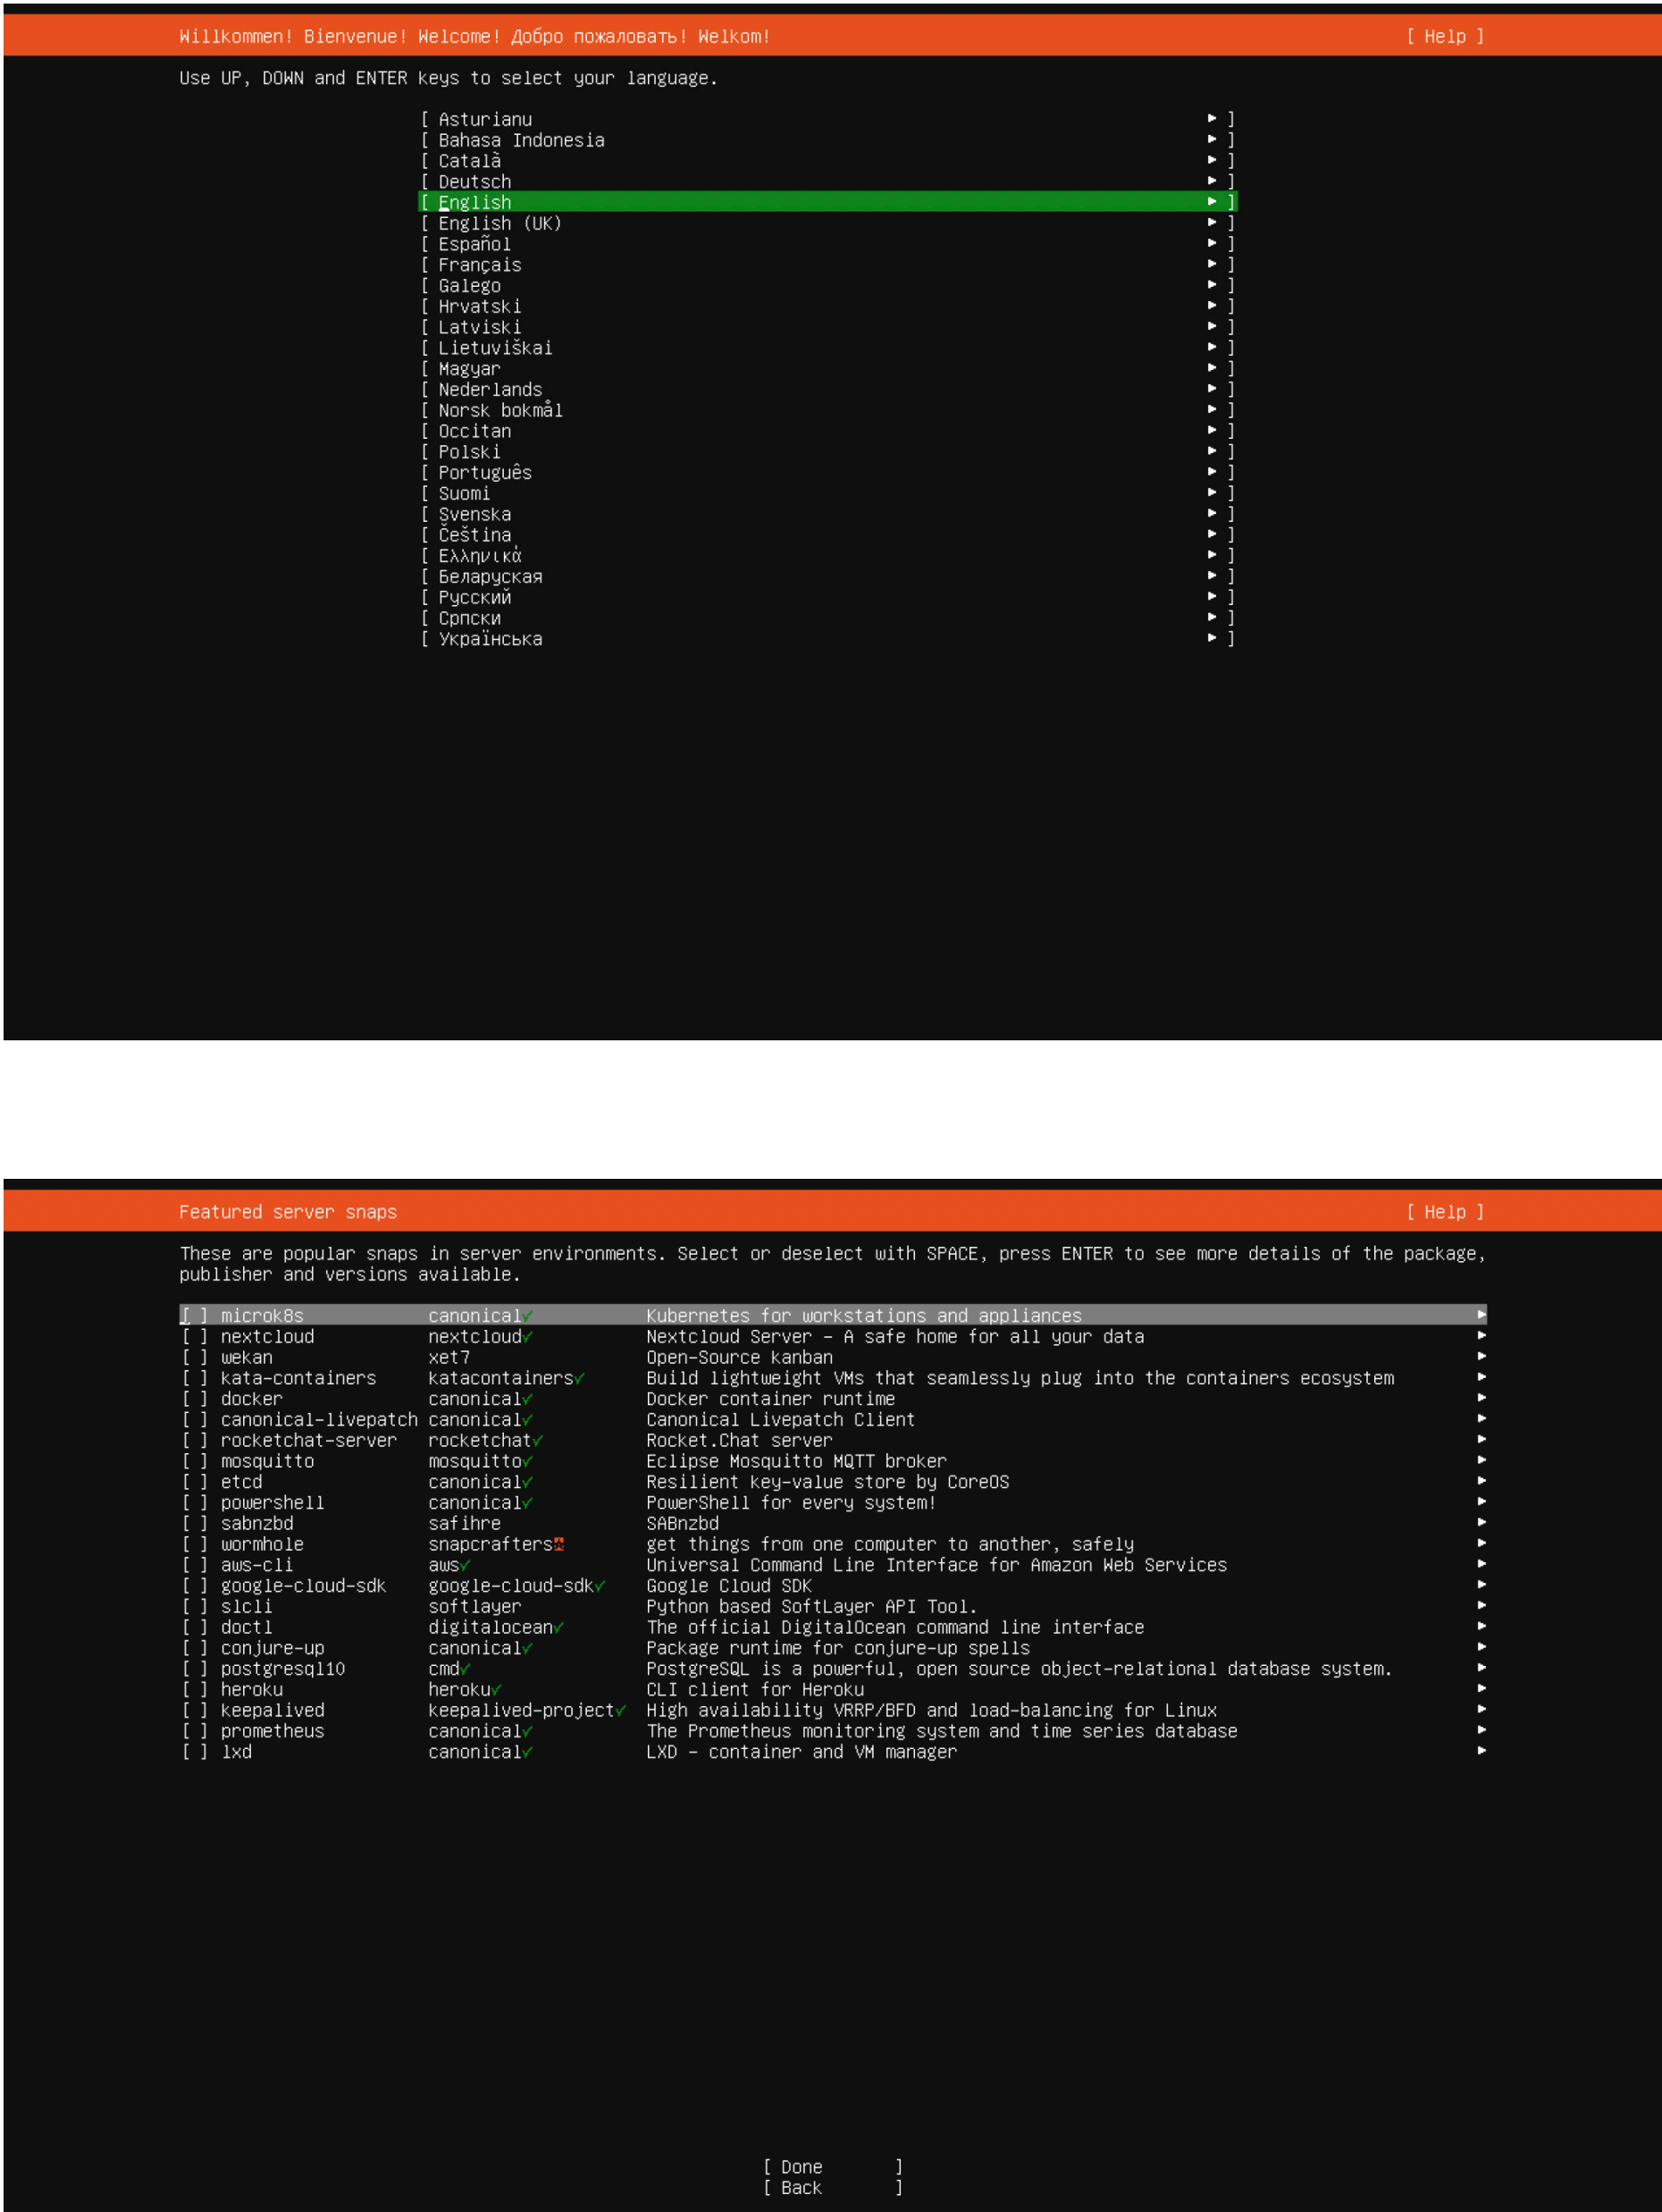 Willkommen! Bienvenue! Welcome! Добро пожаловать! Welkom! [ Help ]
Use UP, DOWN and ENTER keys to select your language.
[ Asturianu ▸ ]
[ Bahasa Indonesia ▸ ]
[ Català ▸ ]
[ Deutsch ▸ ]
[ English ▸ ]
[ English (UK) ▸ ]
[ Español ▸ ]
[ Français ▸ ]
[ Galego ▸ ]
[ Hrvatski ▸ ]
[ Latviski ▸ ]
[ Lietuviškai ▸ ]
[ Magyar ▸ ]
[ Nederlands ▸ ]
[ Norsk bokmål ▸ ]
[ Occitan ▸ ]
[ Polski ▸ ]
[ Português ▸ ]
[ Suomi ▸ ]
[ Svenska ▸ ]
[ Čeština ▸ ]
[ Ελληνικά ▸ ]
[ Беларуская ▸ ]
[ Русский ▸ ]
[ Српски ▸ ]
[ Українська ▸ ]
Featured server snaps [ Help ]
These are popular snaps in server environments. Select or deselect with SPACE, press ENTER to see more details of the package,
publisher and versions available.
[ ] microk8s canonical✓ Kubernetes for workstations and appliances ▸
[ ] nextcloud nextcloud✓ Nextcloud Server – A safe home for all your data ▸
[ ] wekan xet7 Open-Source kanban ▸
[ ] kata-containers katacontainers✓ Build lightweight VMs that seamlessly plug into the containers ecosystem ▸
[ ] docker canonical✓ Docker container runtime ▸
[ ] canonical-livepatch canonical✓ Canonical Livepatch Client ▸
[ ] rocketchat-server rocketchat✓ Rocket.Chat server ▸
[ ] mosquitto mosquitto✓ Eclipse Mosquitto MQTT broker ▸
[ ] etcd canonical✓ Resilient key-value store by CoreOS ▸
[ ] powershell canonical✓ PowerShell for every system! ▸
[ ] sabnzbd safihre SABnzbd ▸
[ ] wormhole snapcrafters get things from one computer to another, safely ▸
[ ] aws-cli aws✓ Universal Command Line Interface for Amazon Web Services ▸
[ ] google-cloud-sdk google-cloud-sdk✓ Google Cloud SDK ▸
[ ] slcli softlayer Python based SoftLayer API Tool. ▸
[ ] doctl digitalocean✓ The official DigitalOcean command line interface ▸
[ ] conjure-up canonical✓ Package runtime for conjure-up spells ▸
[ ] postgresql10 cmd✓ PostgreSQL is a powerful, open source object-relational database system. ▸
[ ] heroku heroku✓ CLI client for Heroku ▸
[ ] keepalived keepalived-project✓ High availability VRRP/BFD and load-balancing for Linux ▸
[ ] prometheus canonical✓ The Prometheus monitoring system and time series database ▸
[ ] lxd canonical✓ LXD – container and VM manager ▸
[ Done ]
[ Back ]